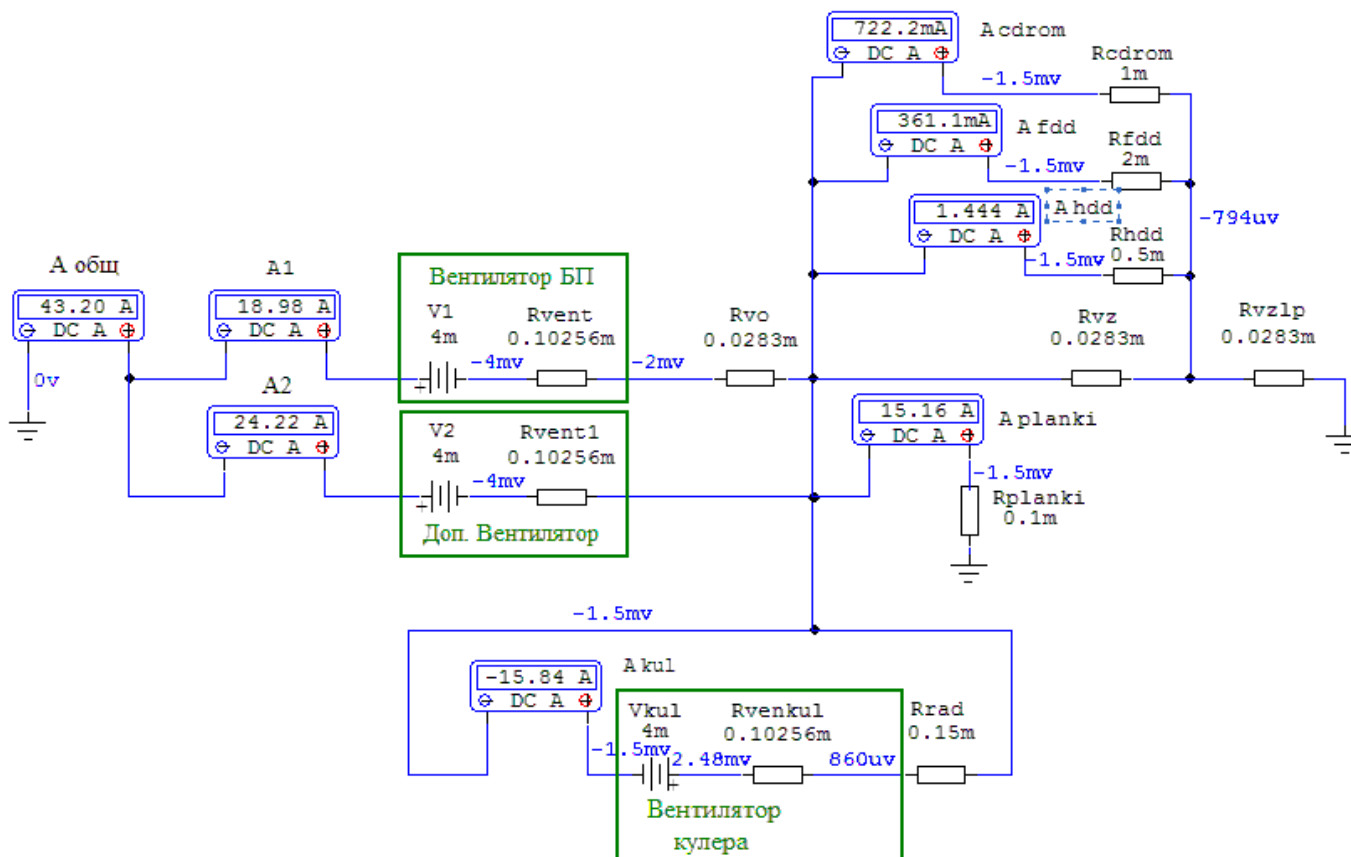 722.2mA
A cdrom
DC A
Rcdrom
-1.5mv
1m
361.1mA
A fdd
DC A
Rfdd
-1.5mv
2m
1.444 A
A hdd
-794uv
DC A
Rhdd
-1.5mv
0.5m
А общ
A1
Вентилятор БП
43.20 A
18.98 A
V1
Rvent
Rvo
Rvz
Rvzlp
DC A
DC A
4m
0.10256m
0.0283m
0.0283m
0.0283m
-4mv
-2mv
0v
+
A2
24.22 A
V2
Rvent1
15.16 A
A planki
DC A
4m
0.10256m
DC A
-4mv
-1.5mv
+
Rplanki
0.1m
Доп. Вентилятор
-1.5mv
-15.84 A
A kul
DC A
Vkul
Rvenkul
Rrad
4m
0.10256m
0.15m
-1.5mv
2.48mv
860uv
+
Вентилятор
кулера